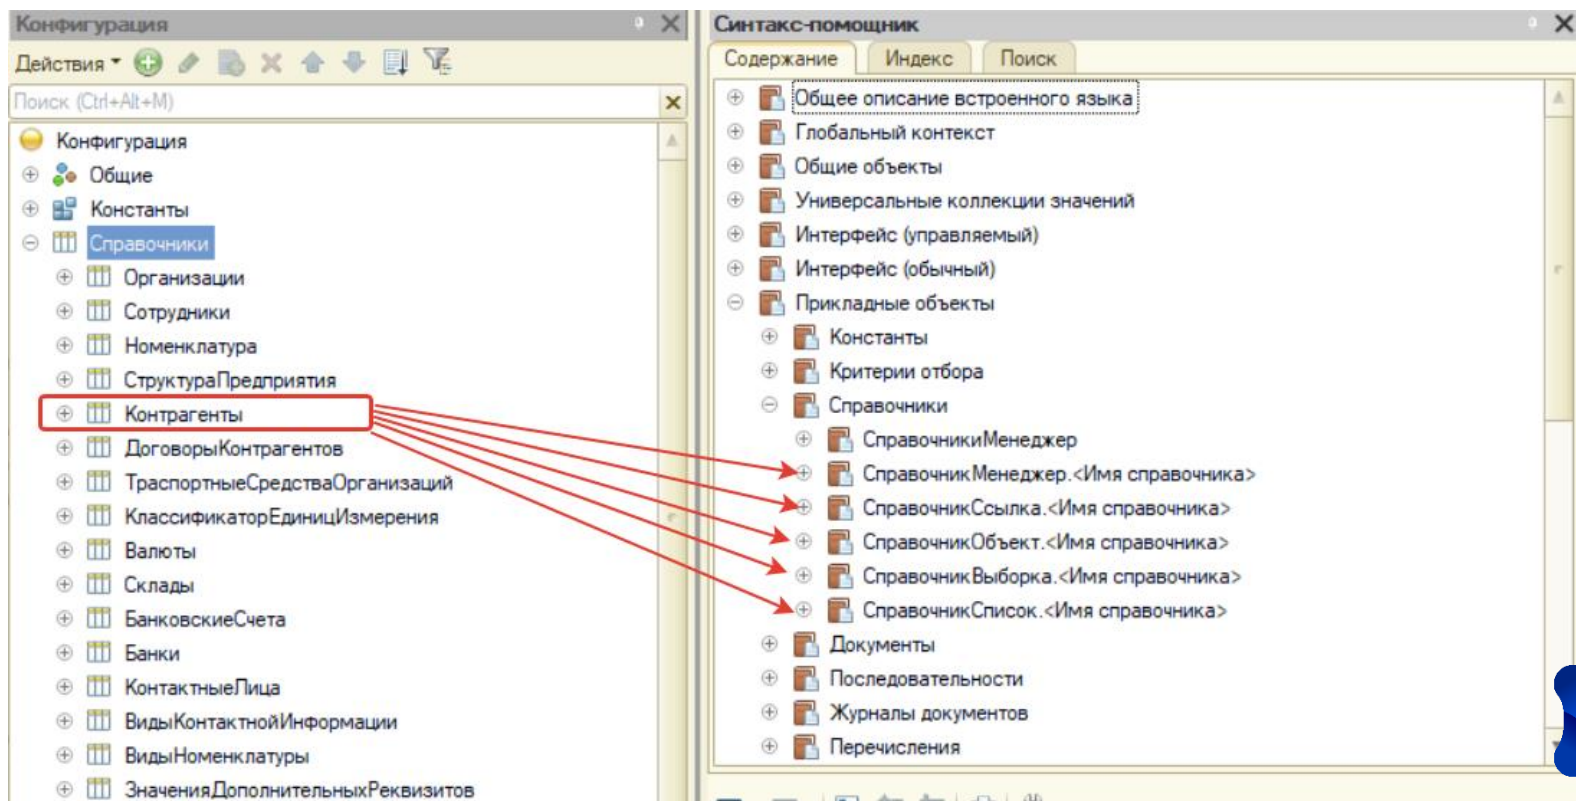 Конфигурация
Действия
Поиск (Ctrl+Alt+M)
Конфигурация
Общие
Константы
Справочники
Организации
Сотрудники
Номенклатура
СтруктураПредприятия
Контрагенты
ДоговорыКонтрагентов
ТраспортныеСредстваОрганизаций
КлассификаторЕдиницИзмерения
Валюты
Склады
БанковскиеСчета
Банки
КонтактныеЛица
ВидыКонтактнойИнформации
ВидыНоменклатуры
ЗначенияДополнительныхРеквизитов
Синтакс-помощник
Содержание Индекс Поиск
Общее описание встроенного языка
Глобальный контекст
Общие объекты
Универсальные коллекции значений
Интерфейс (управляемый)
Интерфейс (обычный)
Прикладные объекты
Константы
Критерии отбора
Справочники
СправочникиМенеджер
СправочникМенеджер.<Имя справочника>
СправочникСсылка.<Имя справочника>
СправочникОбъект.<Имя справочника>
СправочникВыборка.<Имя справочника>
СправочникСписок.<Имя справочника>
Документы
Последовательности
Журналы документов
Перечисления